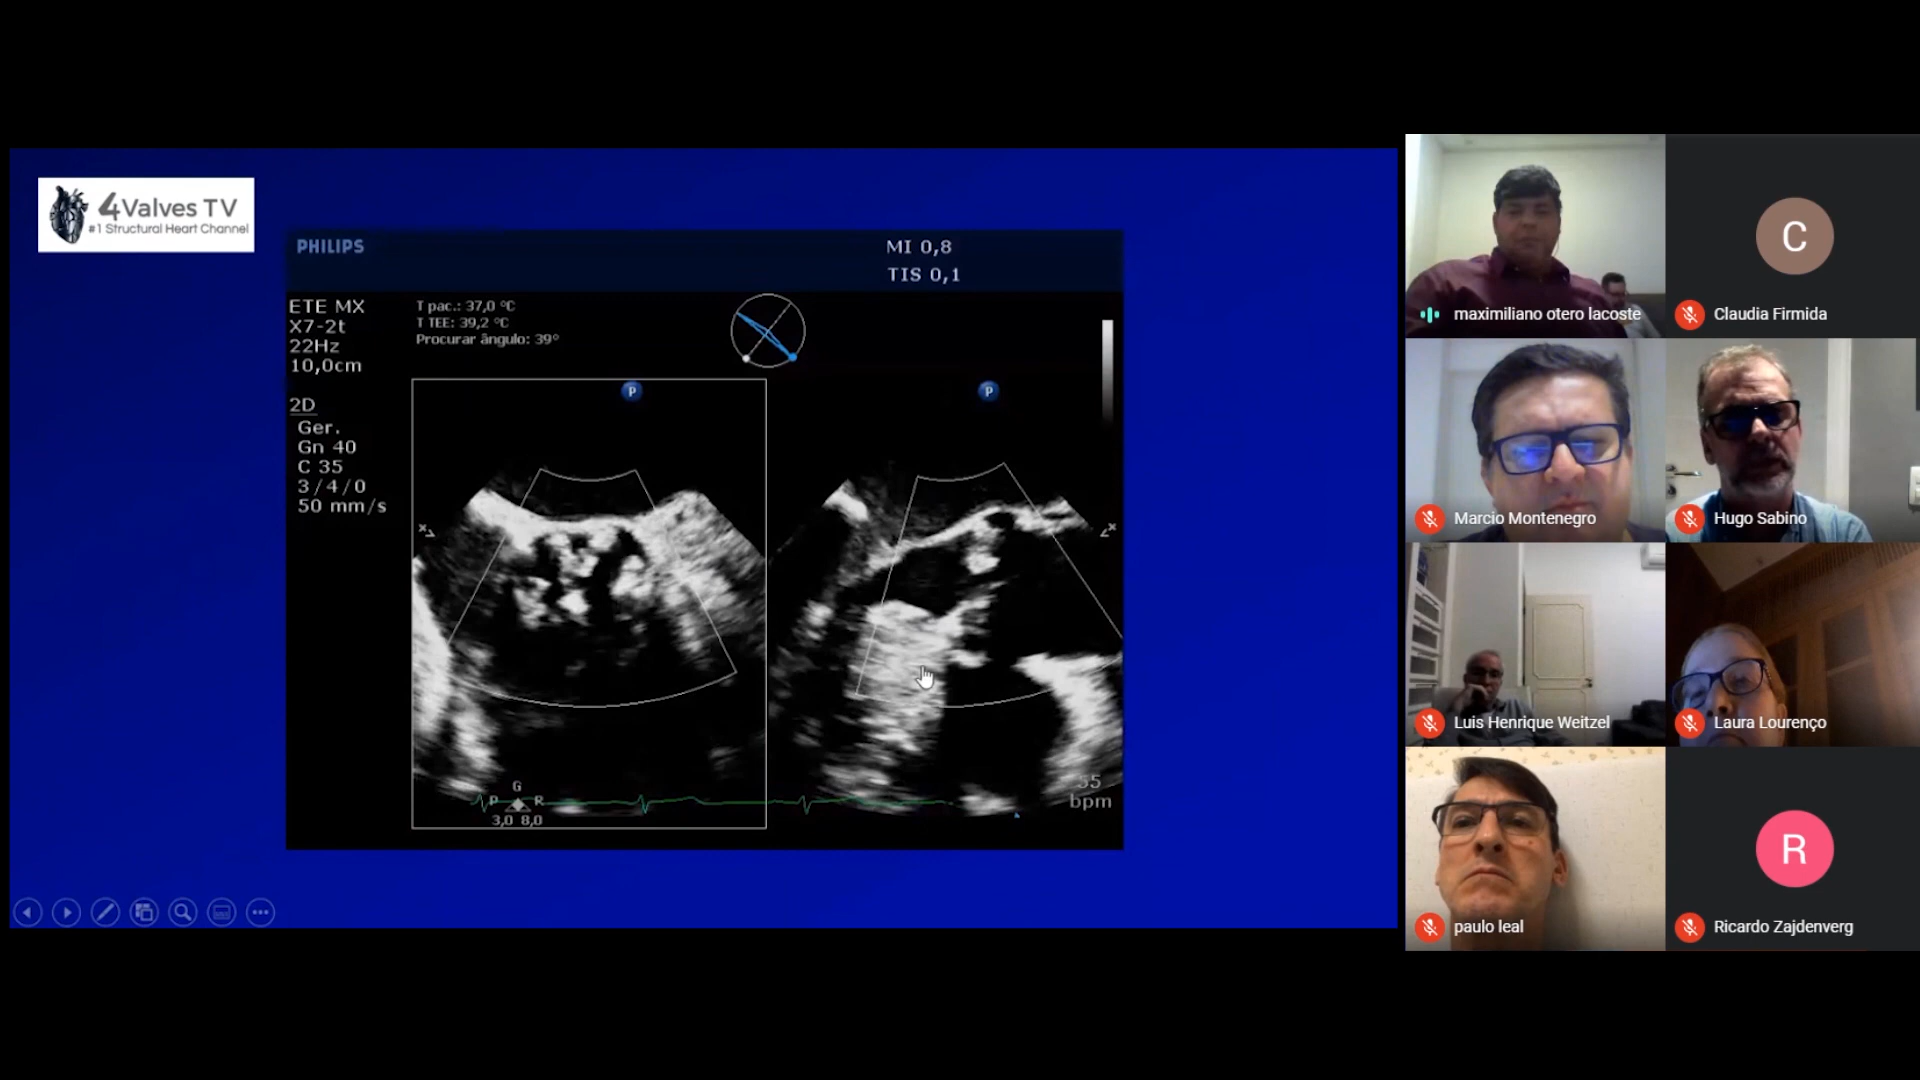 4Valves TV
#1 Structural Heart Channel
PHILIPS
MI 0,8
TIS 0,1
ETE MX
X7-2t
22Hz
10,0cm
2D
Ger.
Gn 40
C 35
3/4/0
50 mm/s
T pac.: 37,0 ºC
T TEE: 39,2 ºC
Procurar ângulo: 39º
P
P
x
x
G
P R
3,0 8,0
55
bpm
maximiliano otero lacoste
C
Claudia Firmida
Marcio Montenegro
Hugo Sabino
Luis Henrique Weitzel
Laura Lourenço
paulo leal
R
Ricardo Zajdenverg